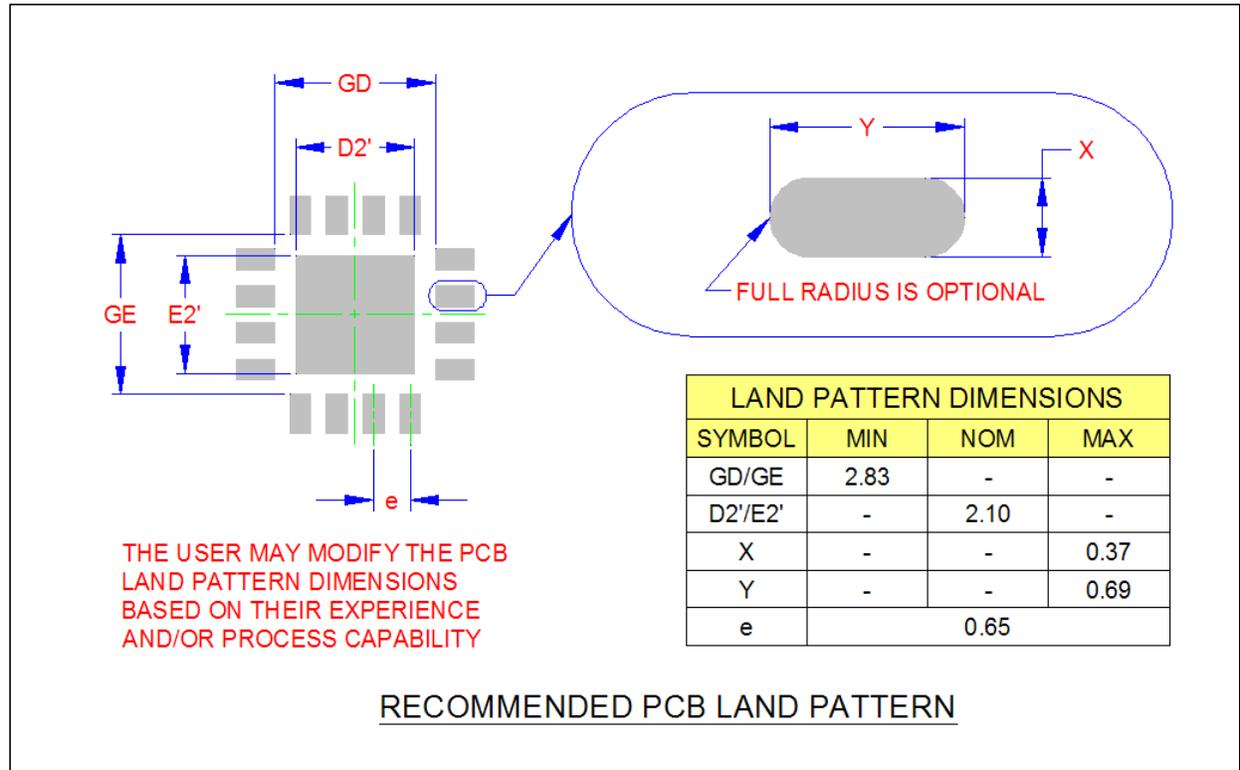 GD
D2'
GE
E2'
e
Y
X
FULL RADIUS IS OPTIONAL
THE USER MAY MODIFY THE PCB
LAND PATTERN DIMENSIONS
BASED ON THEIR EXPERIENCE
AND/OR PROCESS CAPABILITY
LAND PATTERN DIMENSIONS
SYMBOL MIN NOM MAX
GD/GE 2.83 - -
D2'/E2' - 2.10 -
X - - 0.37
Y - - 0.69
e 0.65
RECOMMENDED PCB LAND PATTERN